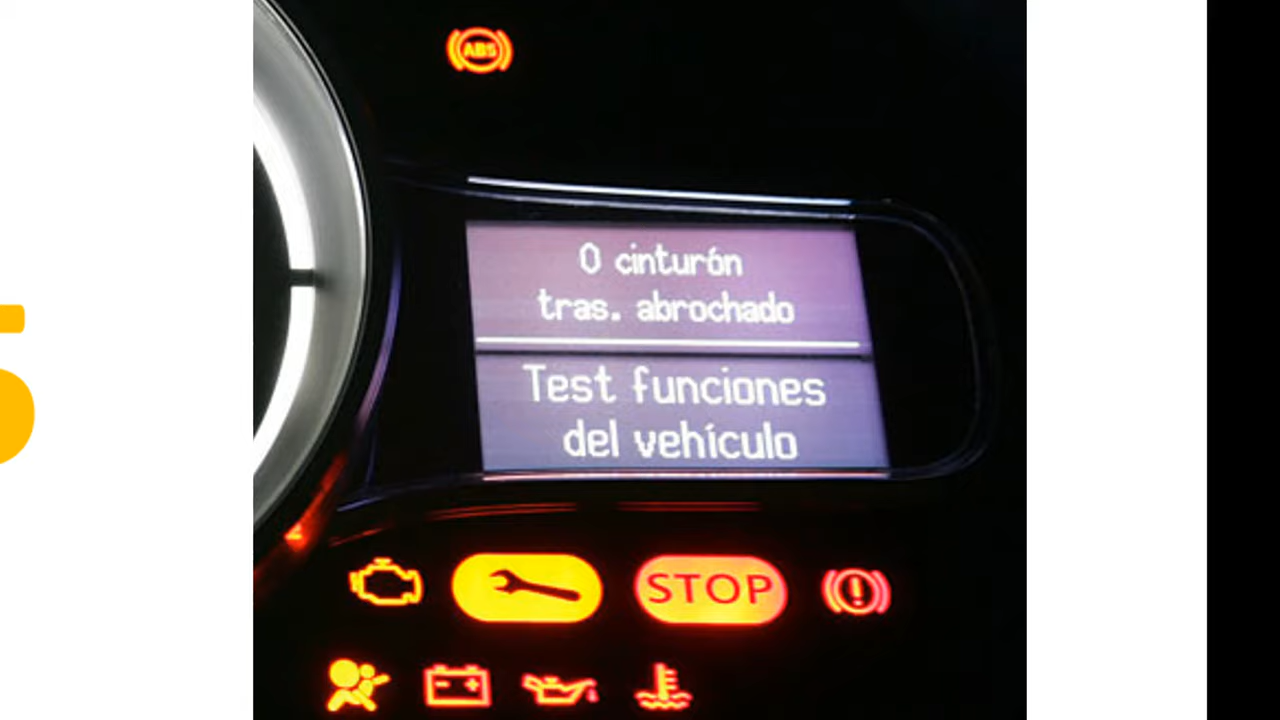 ABS
0 cinturón
tras. abrochado
Test funciones
del vehículo
STOP